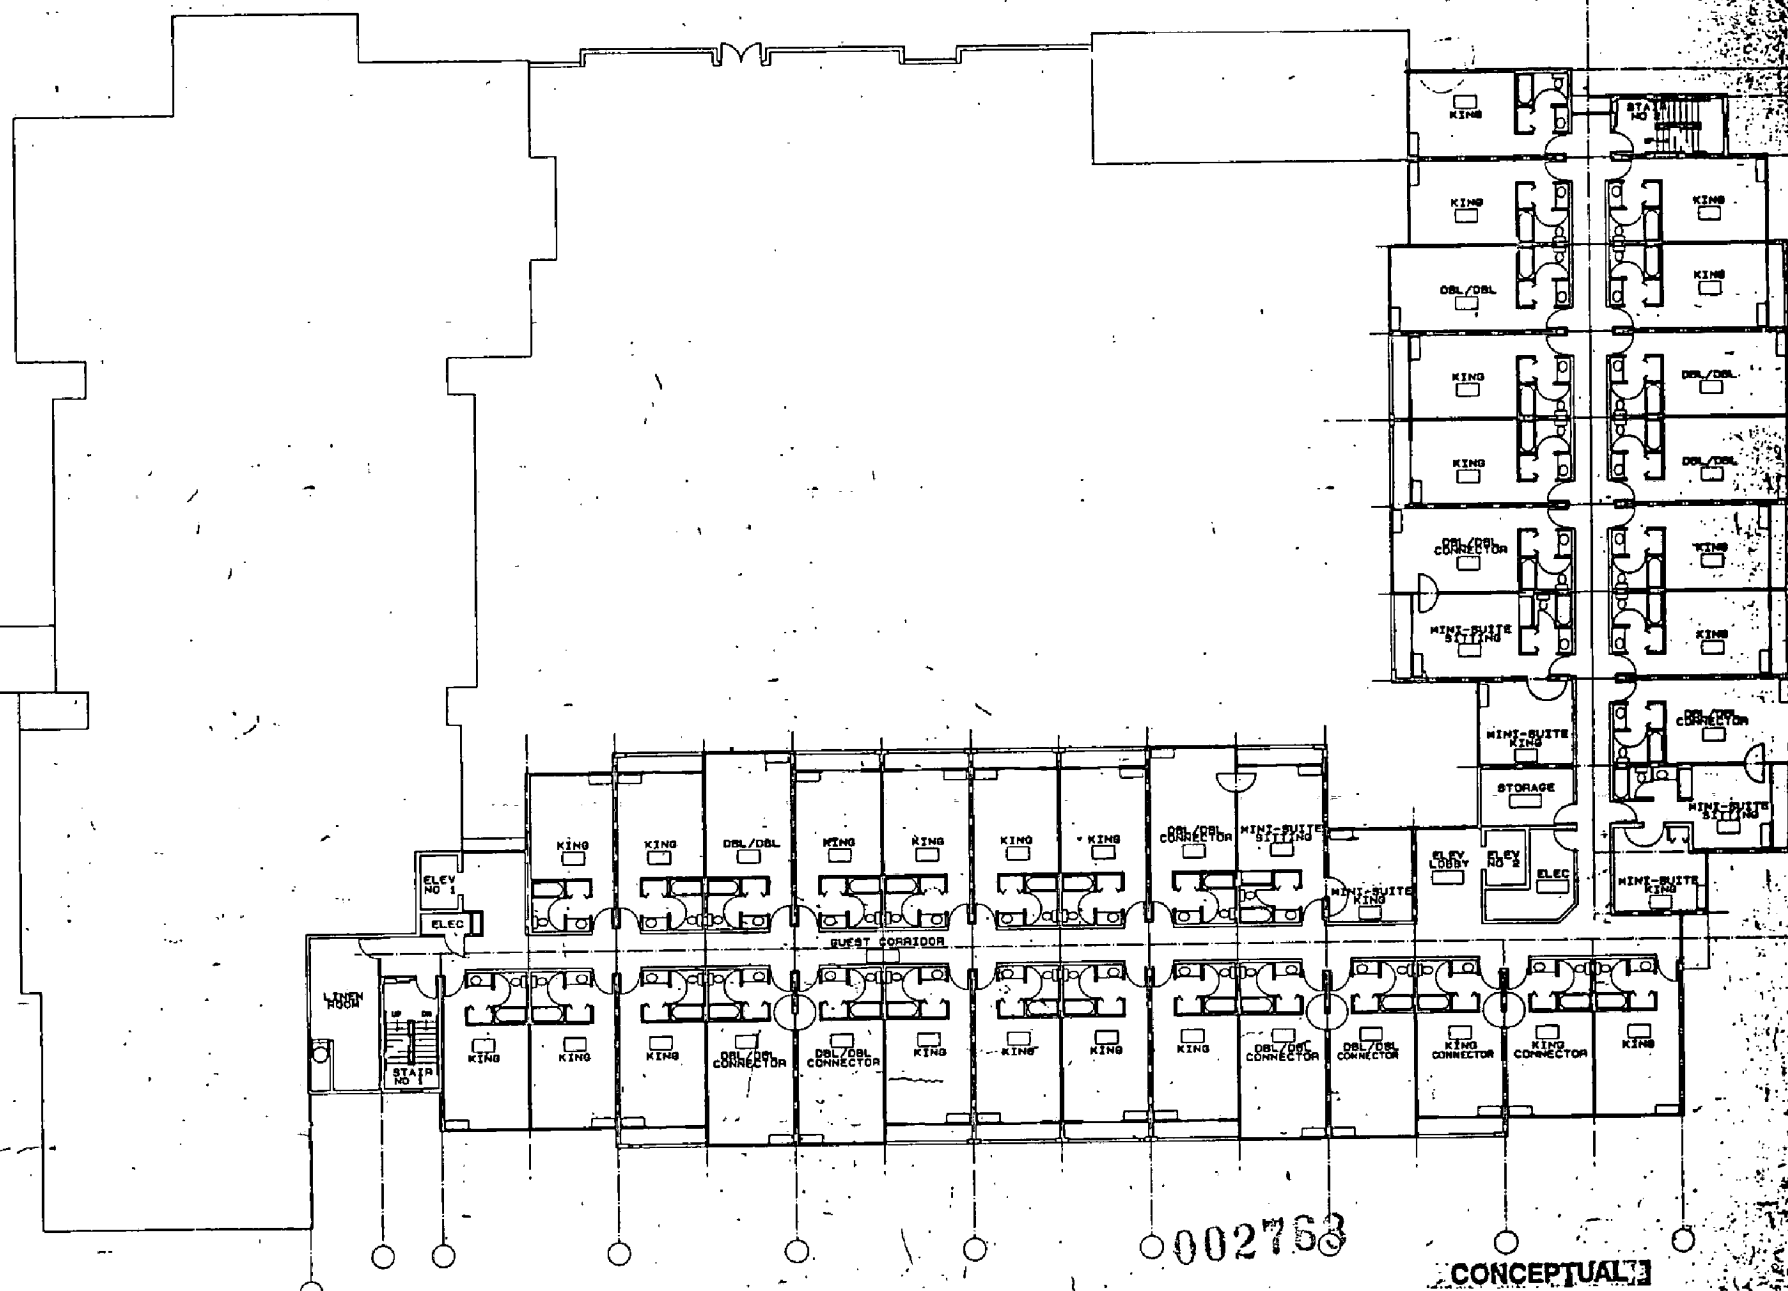 KING
STAIR
NO
KING
KING
DBL/DBL
KING
KING
DBL/DBL
KING
DBL/DBL
DBL/DBL
CONNECTOR
KING
MINI-SUITE
SITTING
KING
MINI-SUITE
KING
DBL/DBL
CONNECTOR
STORAGE
MINI-SUITE
SITTING
KING
KING
DBL/DBL
KING
KING
KING
KING
DBL/DBL
CONNECTOR
MINI-SUITE
SITTING
MINI-SUITE
KING
ELEV
LOBBY
ELEV
NO 2
ELEC
MINI-SUITE
KING
ELEV
NO 1
ELEC
GUEST CORRIDOR
LINEN
ROOM
UP DN
STAIR
NO 1
KING
KING
KING
DBL/DBL
CONNECTOR
DBL/DBL
CONNECTOR
KING
KING
KING
KING
DBL/DBL
CONNECTOR
DBL/DBL
CONNECTOR
KING
CONNECTOR
KING
CONNECTOR
KING
002763
CONCEPTUAL